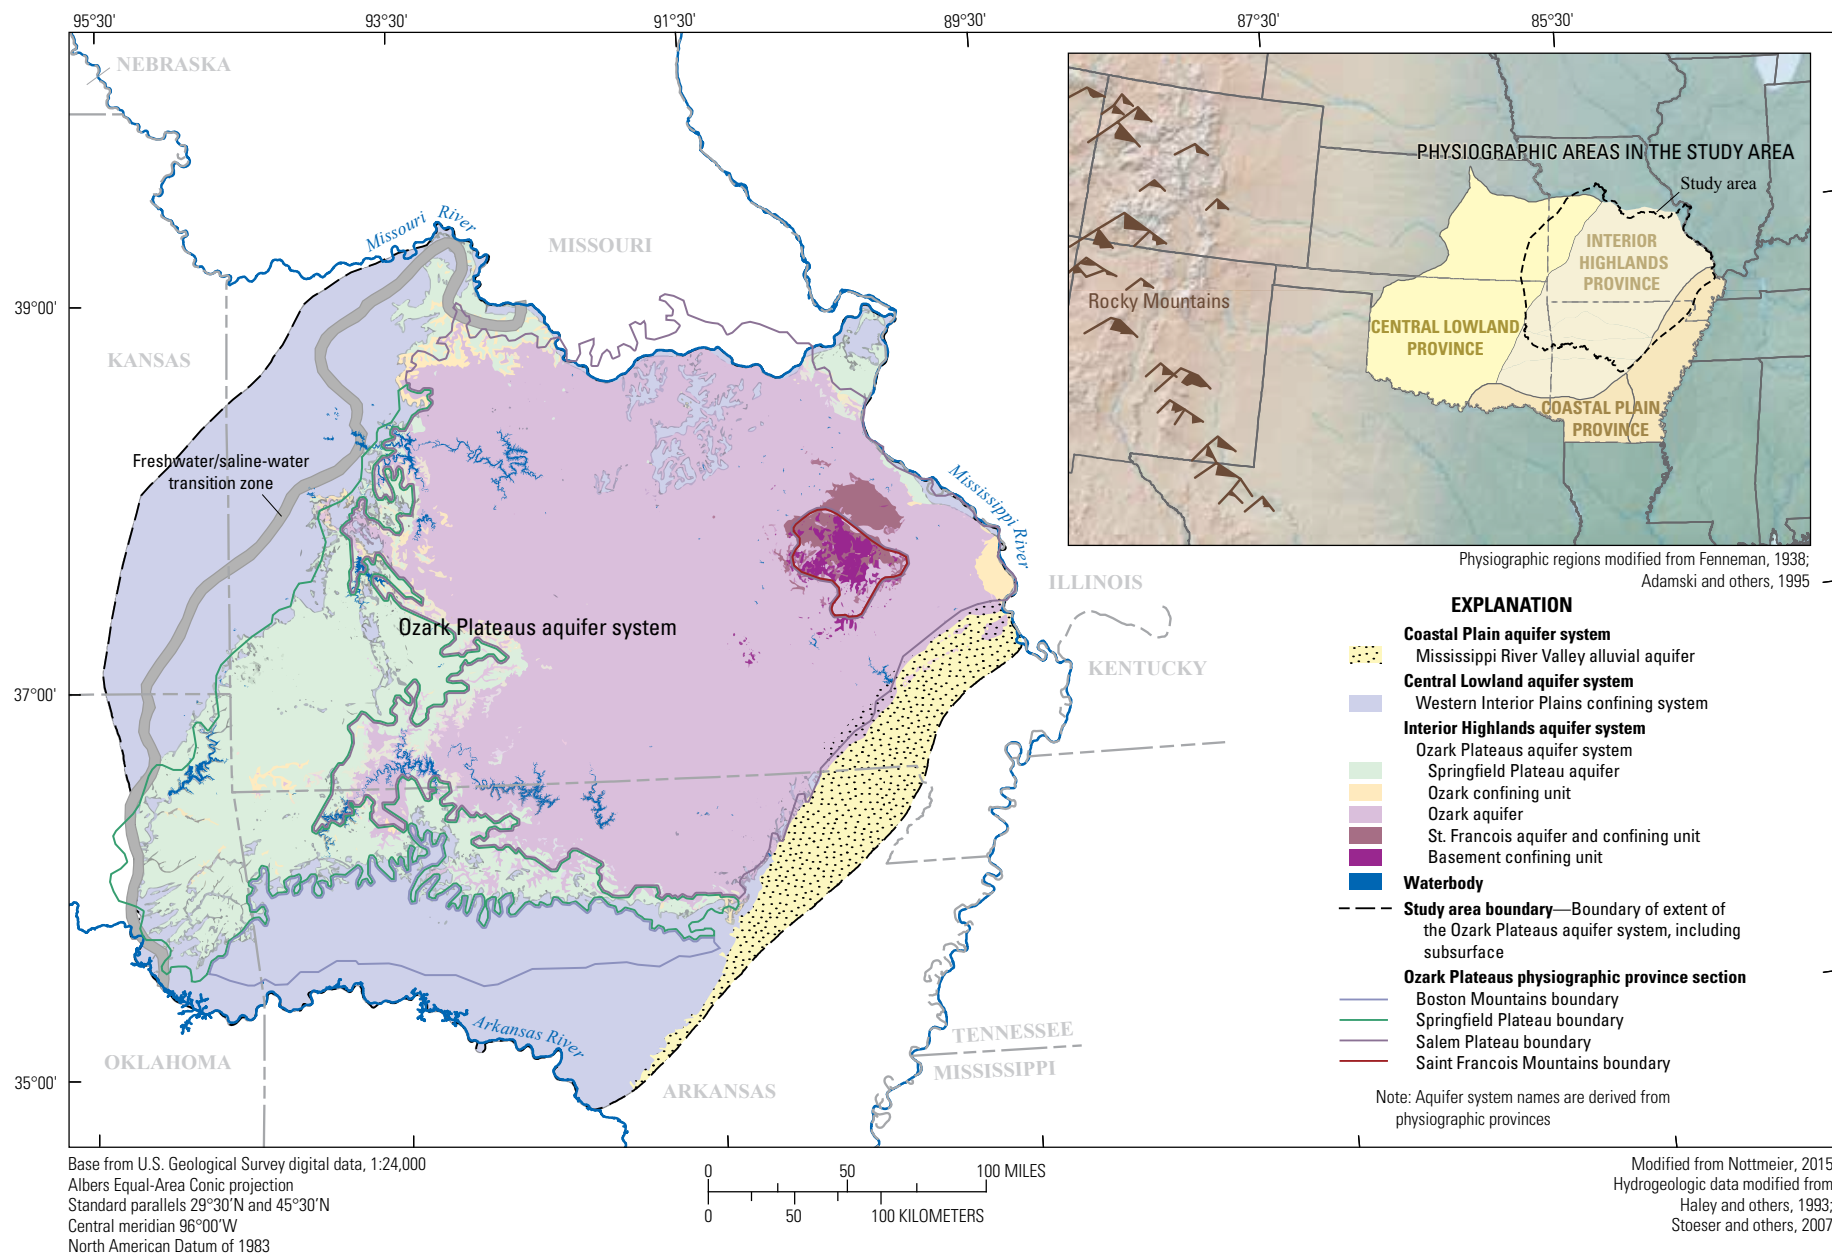 95°30'
93°30'
91°30'
89°30'
87°30'
85°30'
NEBRASKA
Missouri River
MISSOURI
39°00'
KANSAS
Freshwater/saline-water
transition zone
Mississippi River
ILLINOIS
Ozark Plateaus aquifer system
KENTUCKY
37°00'
Arkansas River
OKLAHOMA
TENNESSEE
MISSISSIPPI
35°00'
ARKANSAS
PHYSIOGRAPHIC AREAS IN THE STUDY AREA
Study area
INTERIOR
HIGHLANDS
PROVINCE
Rocky Mountains
CENTRAL LOWLAND
PROVINCE
COASTAL PLAIN
PROVINCE
Physiographic regions modified from Fenneman, 1938;
Adamski and others, 1995
EXPLANATION
Coastal Plain aquifer system
Mississippi River Valley alluvial aquifer
Central Lowland aquifer system
Western Interior Plains confining system
Interior Highlands aquifer system
Ozark Plateaus aquifer system
Springfield Plateau aquifer
Ozark confining unit
Ozark aquifer
St. Francois aquifer and confining unit
Basement confining unit
Waterbody
Study area boundary—Boundary of extent of
the Ozark Plateaus aquifer system, including
subsurface
Ozark Plateaus physiographic province section
Boston Mountains boundary
Springfield Plateau boundary
Salem Plateau boundary
Saint Francois Mountains boundary
Note: Aquifer system names are derived from
physiographic provinces
Base from U.S. Geological Survey digital data, 1:24,000
Albers Equal-Area Conic projection
Standard parallels 29°30'N and 45°30'N
Central meridian 96°00'W
North American Datum of 1983
0 50 100 MILES
0 50 100 KILOMETERS
Modified from Nottmeier, 2015
Hydrogeologic data modified from
Haley and others, 1993;
Stoeser and others, 2007